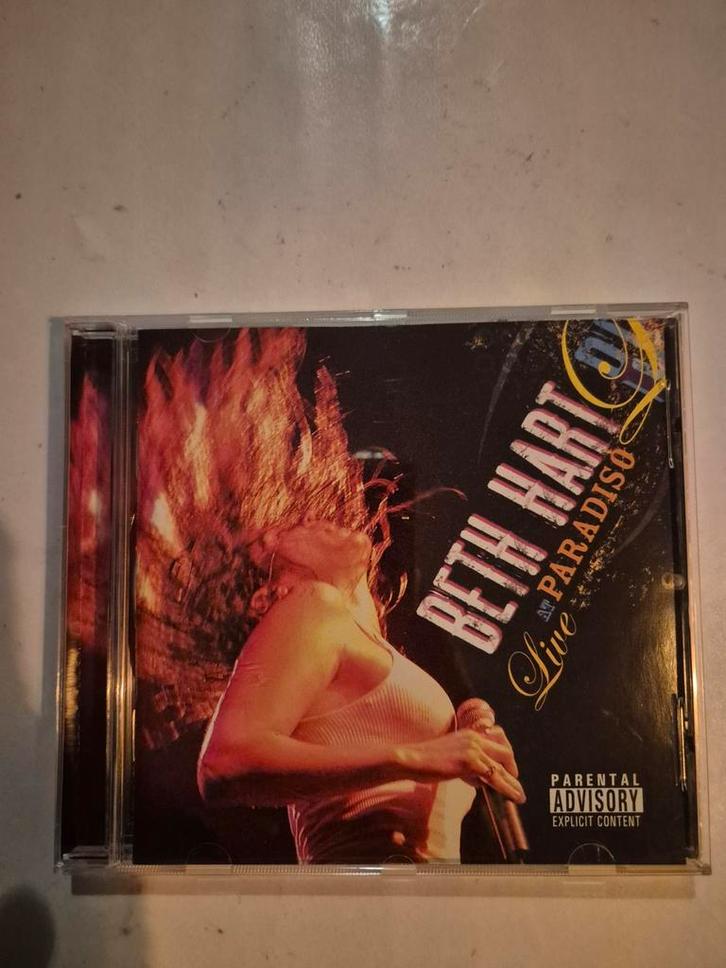 BETH HART
Live AT PARADISO
PARENTAL
ADVISORY
EXPLICIT CONTENT